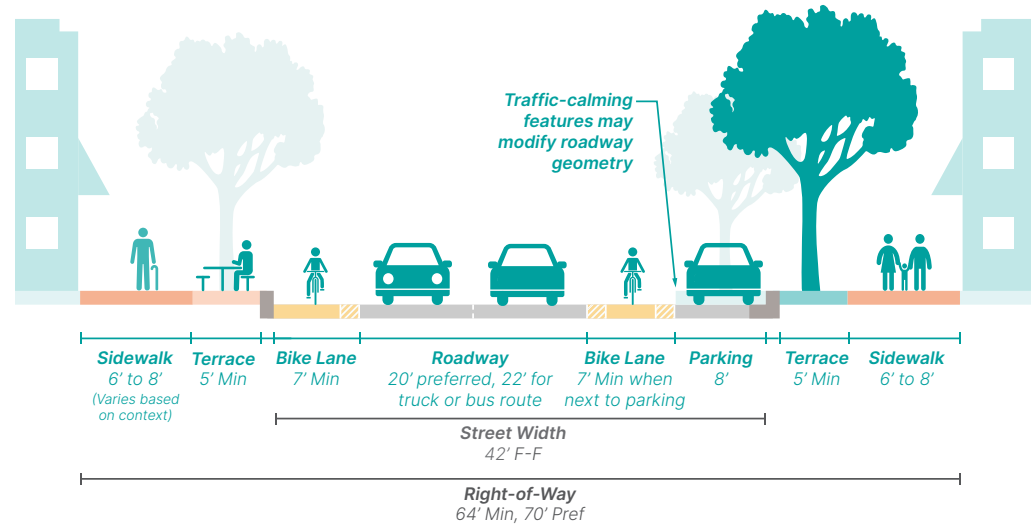 Traffic-calming
features may
modify roadway
geometry
Sidewalk
6’ to 8’
(Varies based
on context)
Terrace
5’ Min
Bike Lane
7’ Min
Roadway
20’ preferred, 22’ for
truck or bus route
Bike Lane
7’ Min when
next to parking
Parking
8’
Terrace
5’ Min
Sidewalk
6’ to 8’
Street Width
42’ F-F
Right-of-Way
64’ Min, 70’ Pref